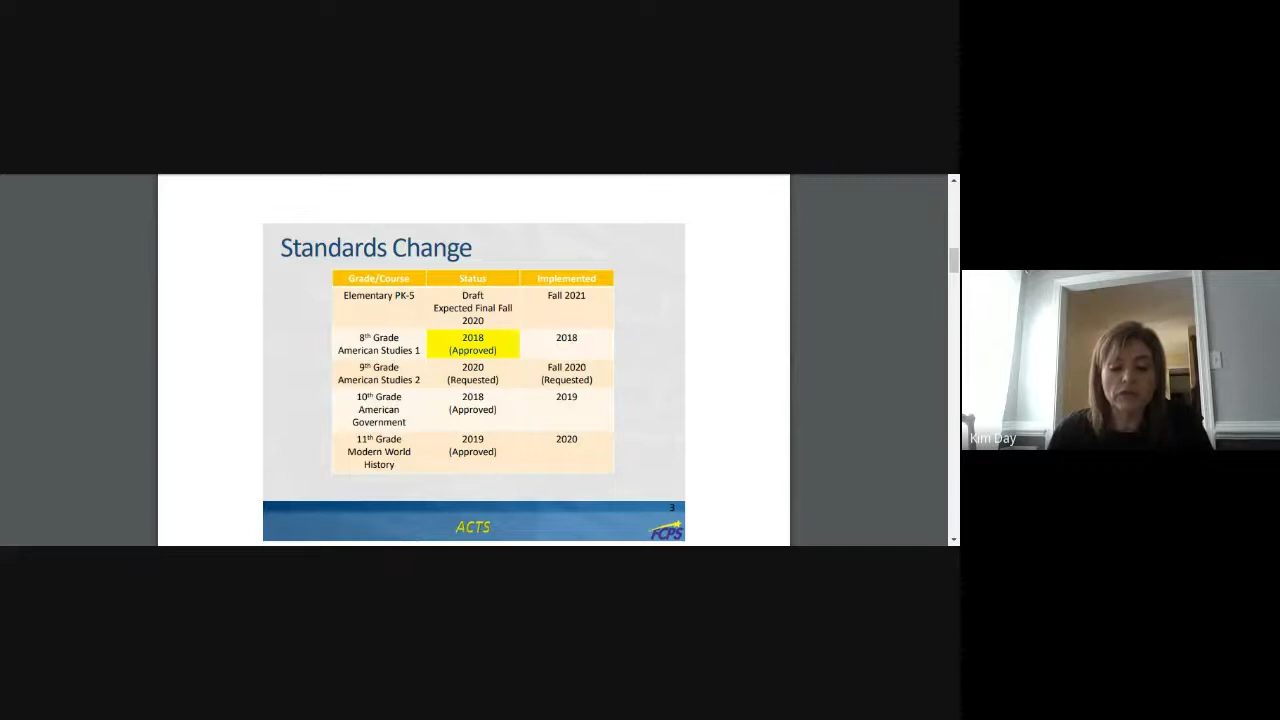 Standards Change
Grade/Course Status Implemented
Elementary PK-5 Draft Fall 2021
Expected Final Fall
2020
8th Grade 2018 2018
American Studies 1 (Approved)
9th Grade 2020 Fall 2020
American Studies 2 (Requested) (Requested)
10th Grade 2018 2019
American (Approved)
Government
11th Grade 2019 2020
Modern World (Approved)
History
3
ACTS
FCPS
Kim Day